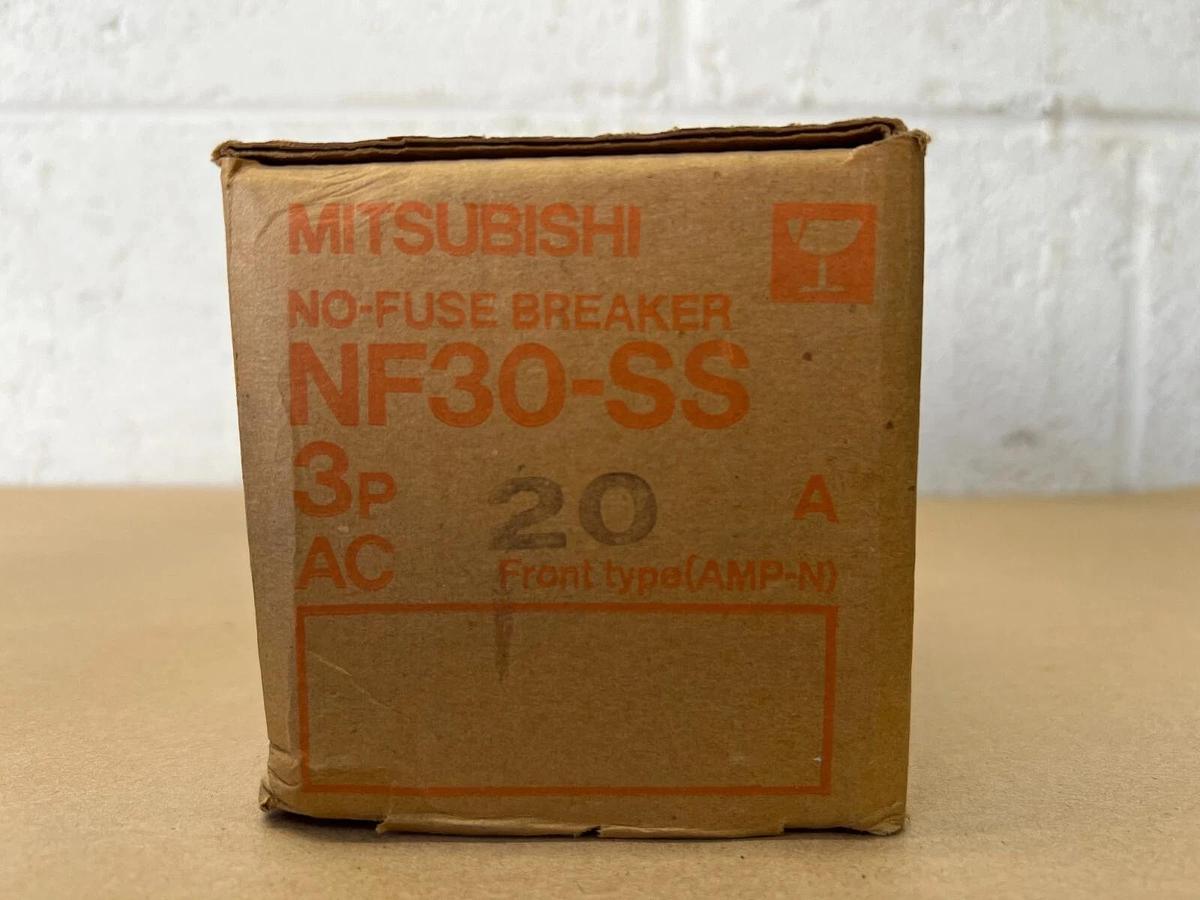 MITSUBISHI
NO-FUSE BREAKER
NF30-SS
3P 20 A
AC Front type(AMP-N)